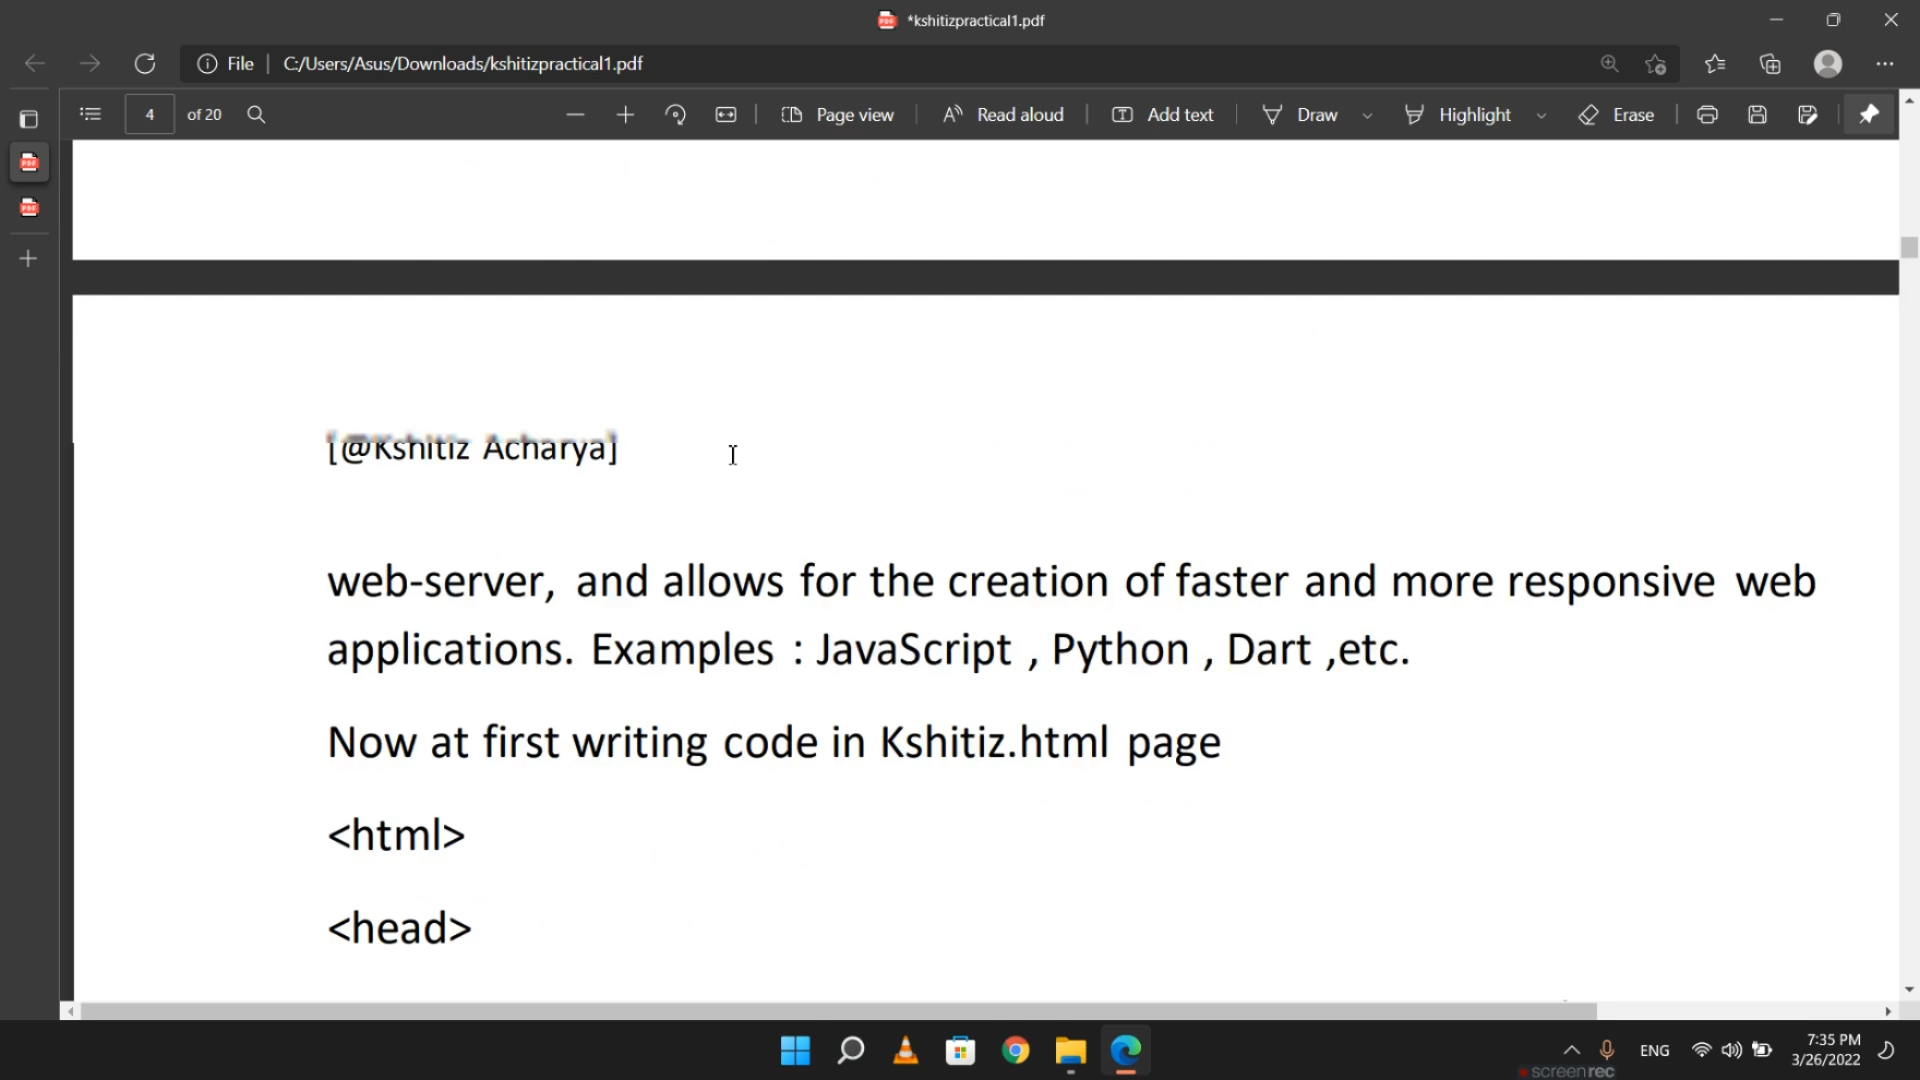 *kshitizpractical1.pdf
File C:/Users/Asus/Downloads/kshitizpractical1.pdf
4 of 20 Page view Read aloud Add text Draw Highlight Erase
[@Kshitiz Acharya]
web-server, and allows for the creation of faster and more responsive web
applications. Examples : JavaScript , Python , Dart ,etc.
Now at first writing code in Kshitiz.html page
<html>
<head>
ENG 7:35 PM
3/26/2022
screenrec